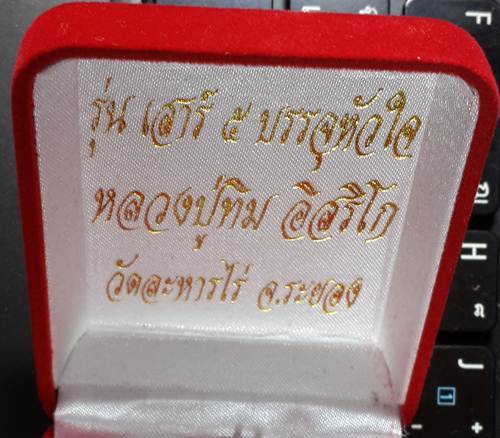 รุ่น เสาร์ ๕ บรรจุหัวใจ
หลวงปู่ทิม อิสริโก
วัดละหารไร่ จ.ระยอง
F
H
ส
J
1
+